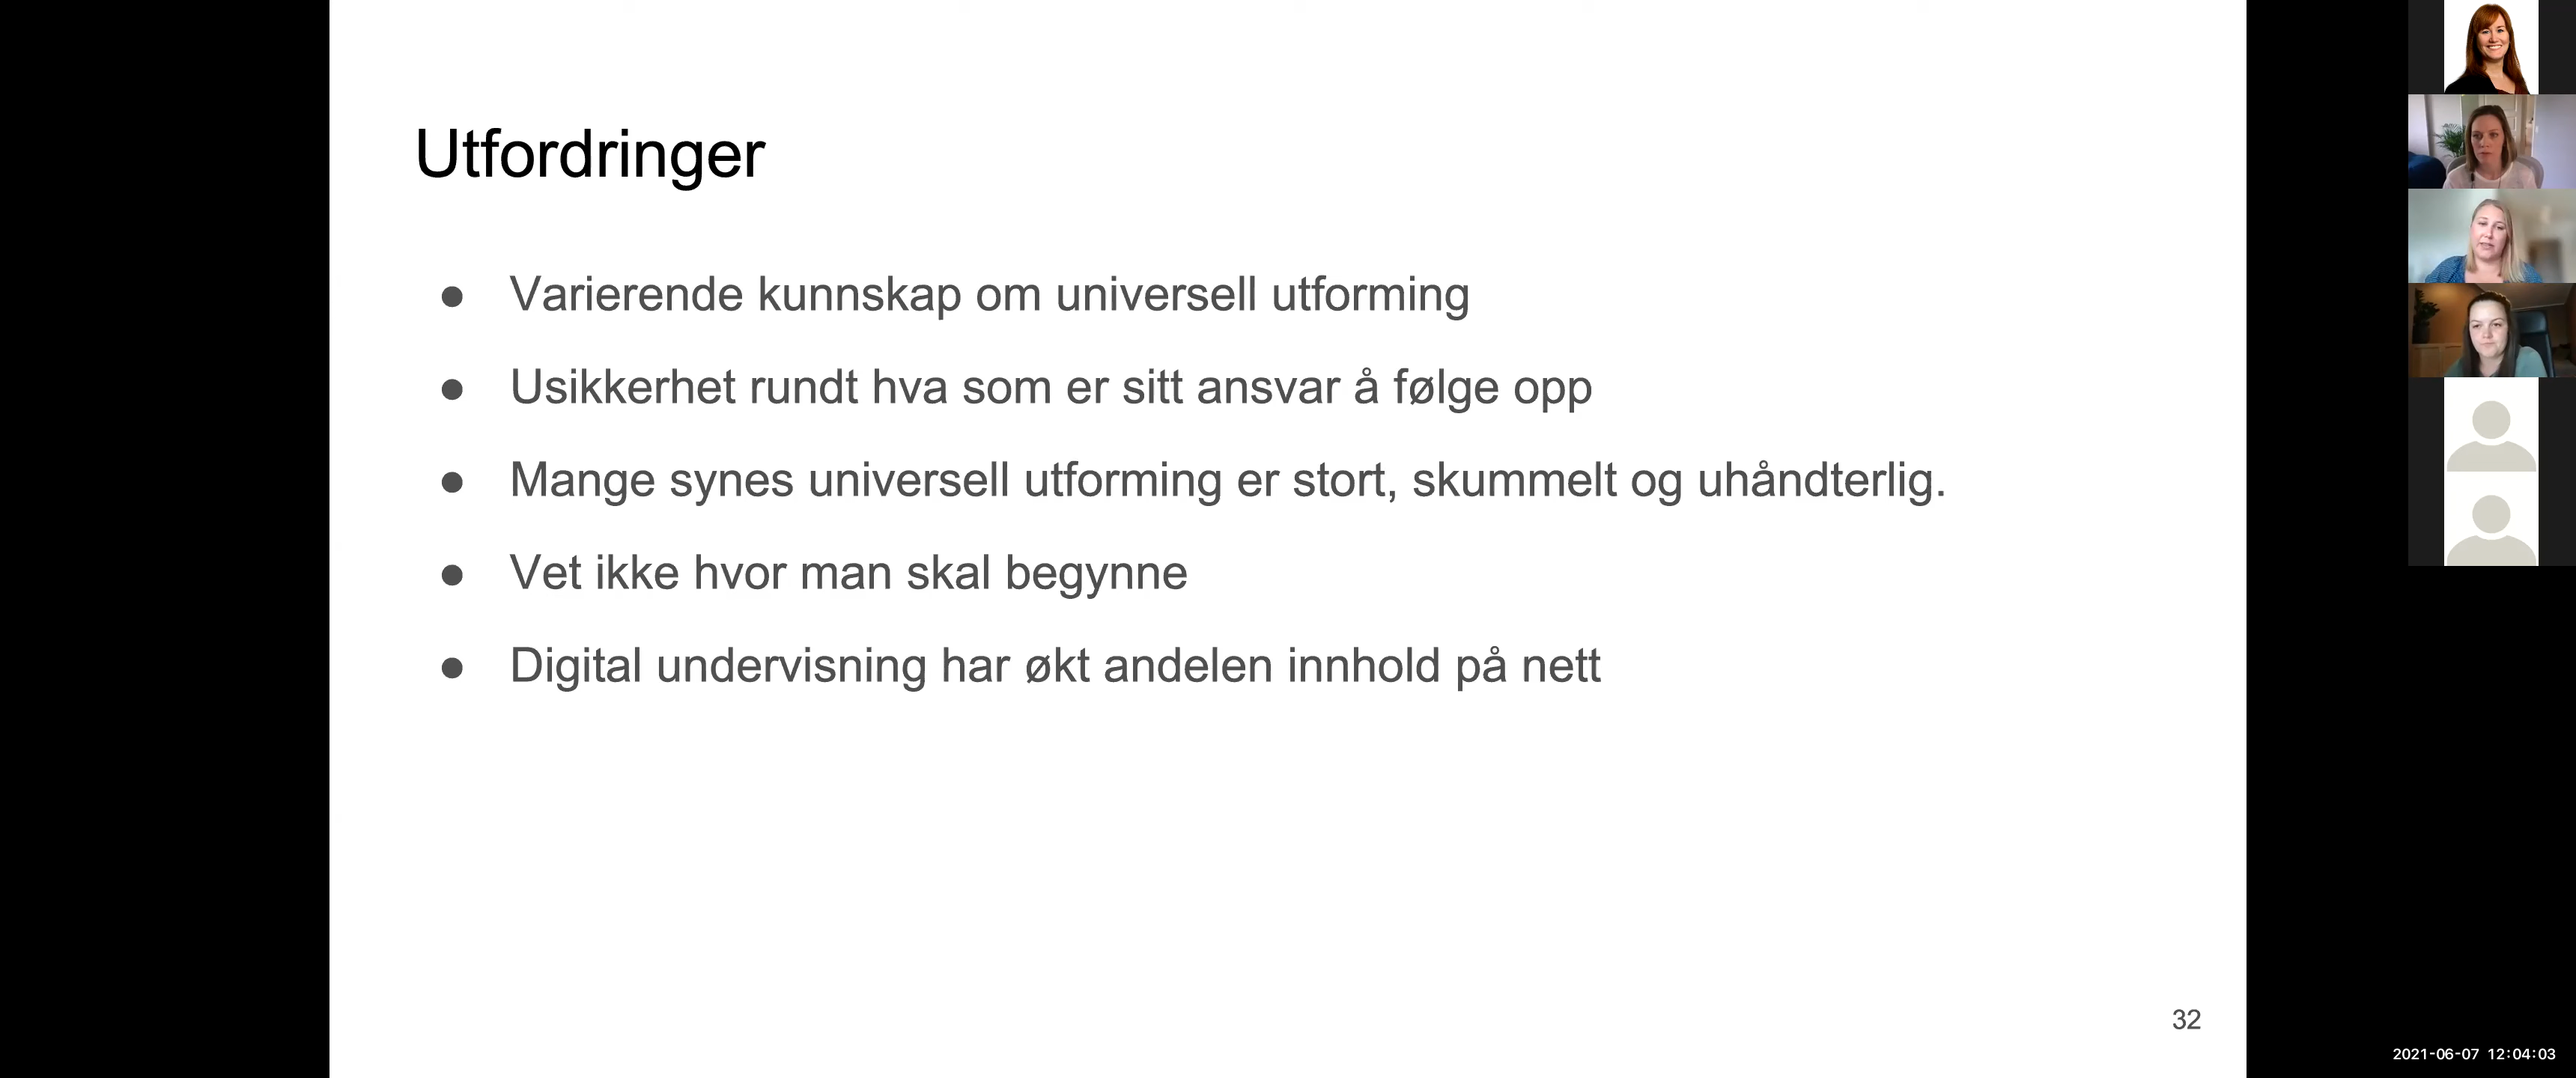 Utfordringer
● Varierende kunnskap om universell utforming
● Usikkerhet rundt hva som er sitt ansvar å følge opp
● Mange synes universell utforming er stort, skummelt og uhåndterlig.
● Vet ikke hvor man skal begynne
● Digital undervisning har økt andelen innhold på nett
32
2021-06-07 12:04:03